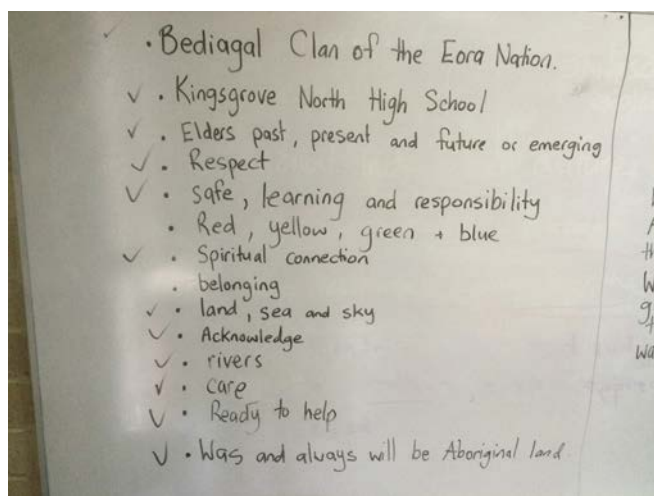 ✓ • Bediagal Clan of the Eora Nation.
✓ • Kingsgrove North High School
✓ • Elders past, present and future or emerging
✓ • Respect
✓ • safe, learning and responsibility
• Red, yellow, green + blue
✓ • Spiritual connection
• belonging
✓ • land, sea and sky
✓ • Acknowledge
✓ • rivers
✓ • care
✓ • Ready to help
✓ • Was and always will be Aboriginal land.